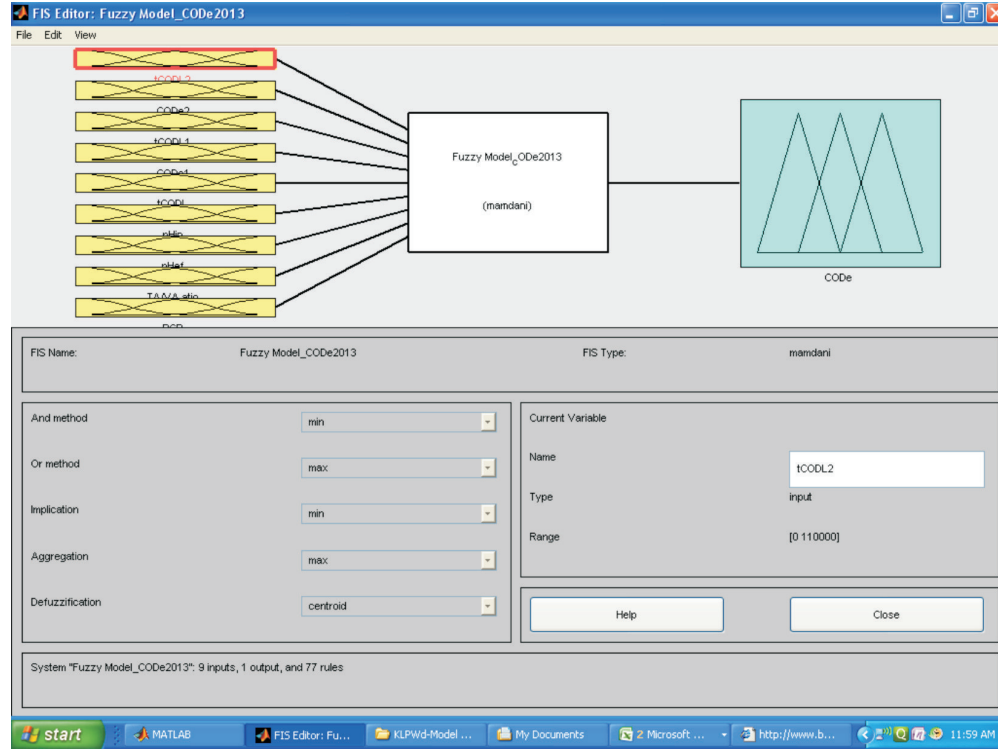 FIS Editor: Fuzzy Model_CODe2013
File Edit View
tCODL2
CODe2
tCODL1
CODe1
tCODL
pHin
pHef
Fuzzy Model_CODe2013
(mamdani)
CODe
FIS Name: Fuzzy Model_CODe2013 FIS Type: mamdani
And method min
Or method max
Implication min
Aggregation max
Defuzzification centroid
Current Variable
Name tCODL2
Type input
Range [0 110000]
Help Close
System "Fuzzy Model_CODe2013": 9 inputs, 1 output, and 77 rules
start MATLAB FIS Editor: Fu... KLPWd-Model ... My Documents 2 Microsoft ... http://www.b... 11:59 AM